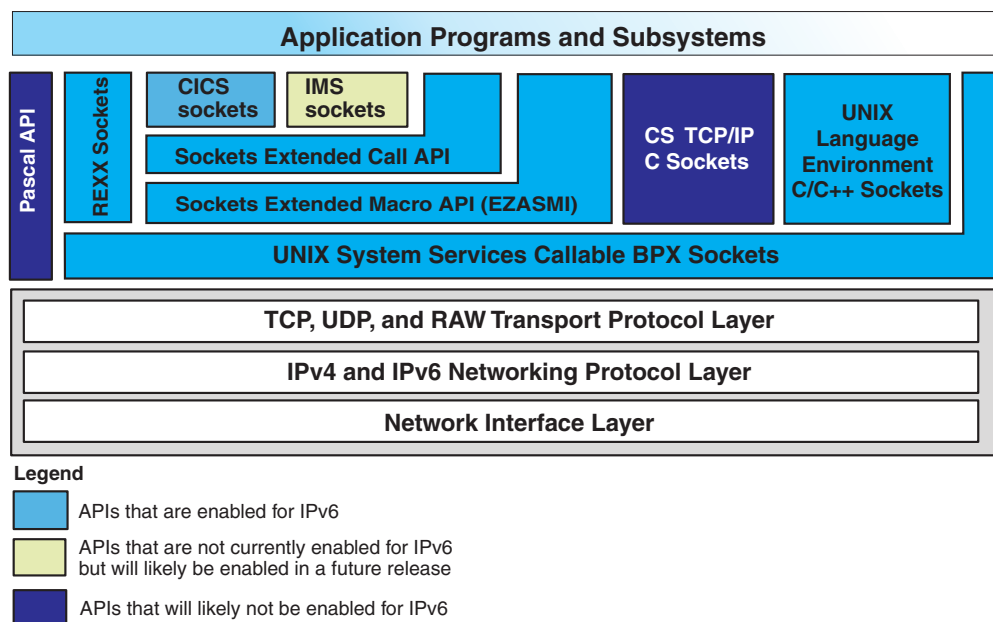 Application Programs and Subsystems
Pascal API
REXX Sockets
CICS
sockets
IMS
sockets
Sockets Extended Call API
Sockets Extended Macro API (EZASMI)
CS TCP/IP
C Sockets
UNIX
Language
Environment
C/C++ Sockets
UNIX System Services Callable BPX Sockets
TCP, UDP, and RAW Transport Protocol Layer
IPv4 and IPv6 Networking Protocol Layer
Network Interface Layer
Legend
APIs that are enabled for IPv6
APIs that are not currently enabled for IPv6
but will likely be enabled in a future release
APIs that will likely not be enabled for IPv6